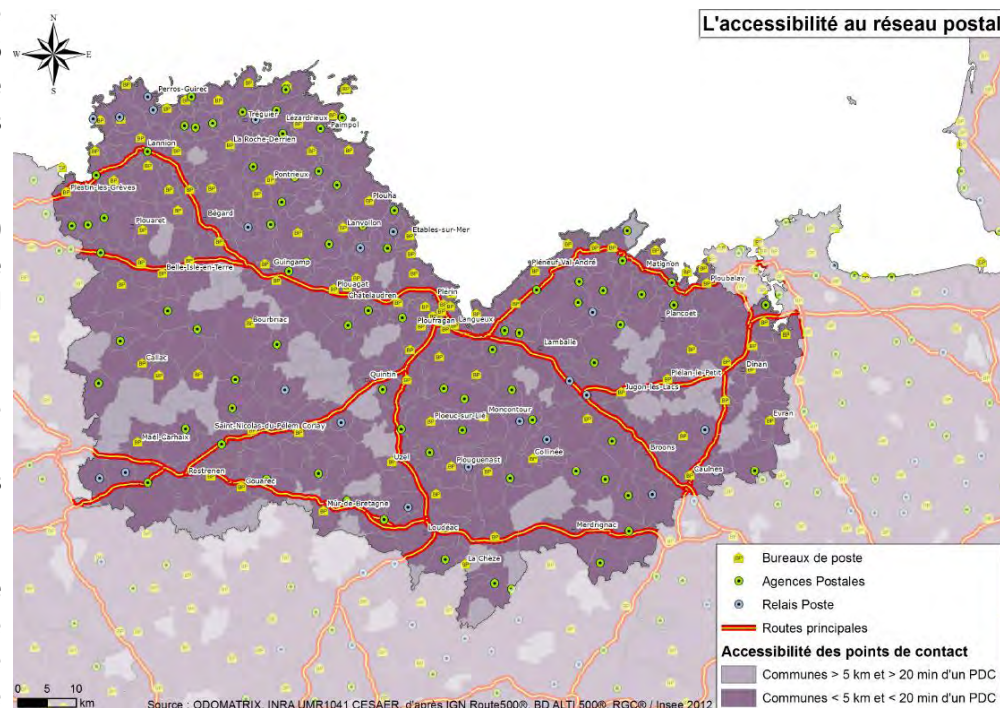 L'accessibilité au réseau postal
N
W E
S
Perros-Guirec
Tréguier
Lézardrieux
Paimpol
La Roche-Derrien
Lannion
Pontrieux
Plestin-les-Grèves
Plouha
Plouaret
Bégard
Lanvollon
Etables-sur-Mer
Belle-Isle-en-Terre
Guingamp
Pléneuf-Val-André
Matignon
Ploubalay
Plouagat
Chatelaudren
Plérin
Plancoët
Bourbriac
Ploufragan
Langueux
Lamballe
Callac
Quintin
Plélan-le-Petit
Dinan
Jugon-les-Lacs
Ploeuc-sur-Lié
Moncontour
Evran
Saint-Nicolas-du-Pélem
Corlay
Maël-Carhaix
Broons
Uzel
Plouguenast
Collinée
Rostrenen
Gouarec
Caulnes
Mûr-de-Bretagne
Loudéac
Merdrignac
La Chèze
BP Bureaux de poste
Agences Postales
Relais Poste
Routes principales
Accessibilité des points de contact
Communes > 5 km et > 20 min d'un PDC
Communes < 5 km et < 20 min d'un PDC
0 5 10
km
Source : ODOMATRIX, INRA UMR1041 CESAER, d'après IGN Route500®, BD ALTI 500®, RGC® / Insee 2012